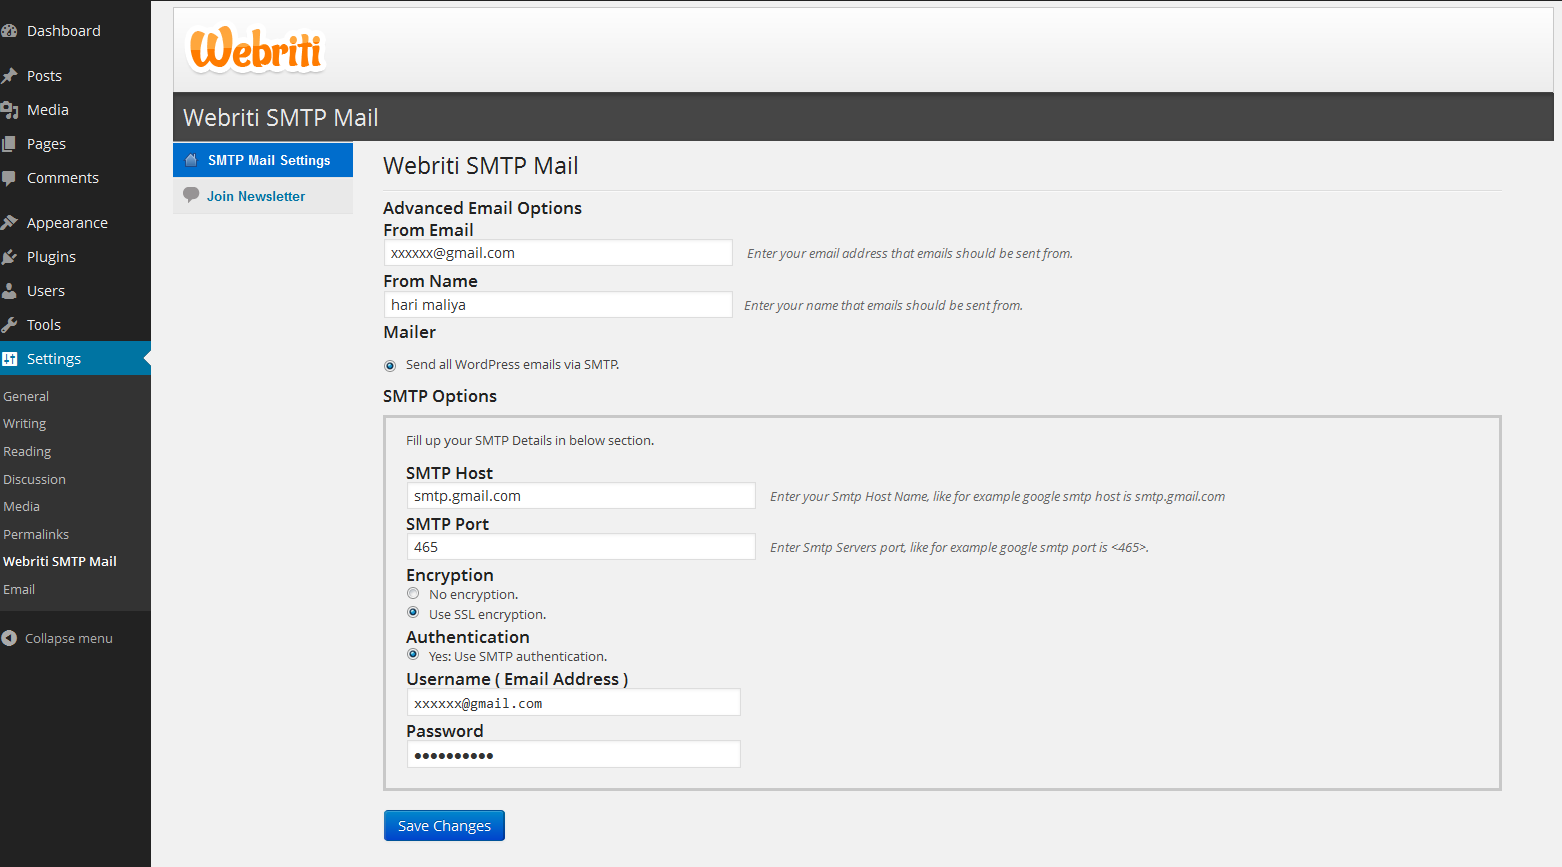 Dashboard
Posts
Media
Pages
Comments
Appearance
Plugins
Users
Tools
Settings
General
Writing
Reading
Discussion
Media
Permalinks
Webriti SMTP Mail
Email
Collapse menu
Webriti
Webriti SMTP Mail
SMTP Mail Settings
Join Newsletter
Webriti SMTP Mail
Advanced Email Options
From Email
xxxxxx@gmail.com Enter your email address that emails should be sent from.
From Name
hari maliya Enter your name that emails should be sent from.
Mailer
Send all WordPress emails via SMTP.
SMTP Options
Fill up your SMTP Details in below section.
SMTP Host
smtp.gmail.com Enter your Smtp Host Name, like for example google smtp host is smtp.gmail.com
SMTP Port
465 Enter Smtp Servers port, like for example google smtp port is <465>.
Encryption
No encryption.
Use SSL encryption.
Authentication
Yes: Use SMTP authentication.
Username ( Email Address )
xxxxxx@gmail.com
Password
••••••••••
Save Changes